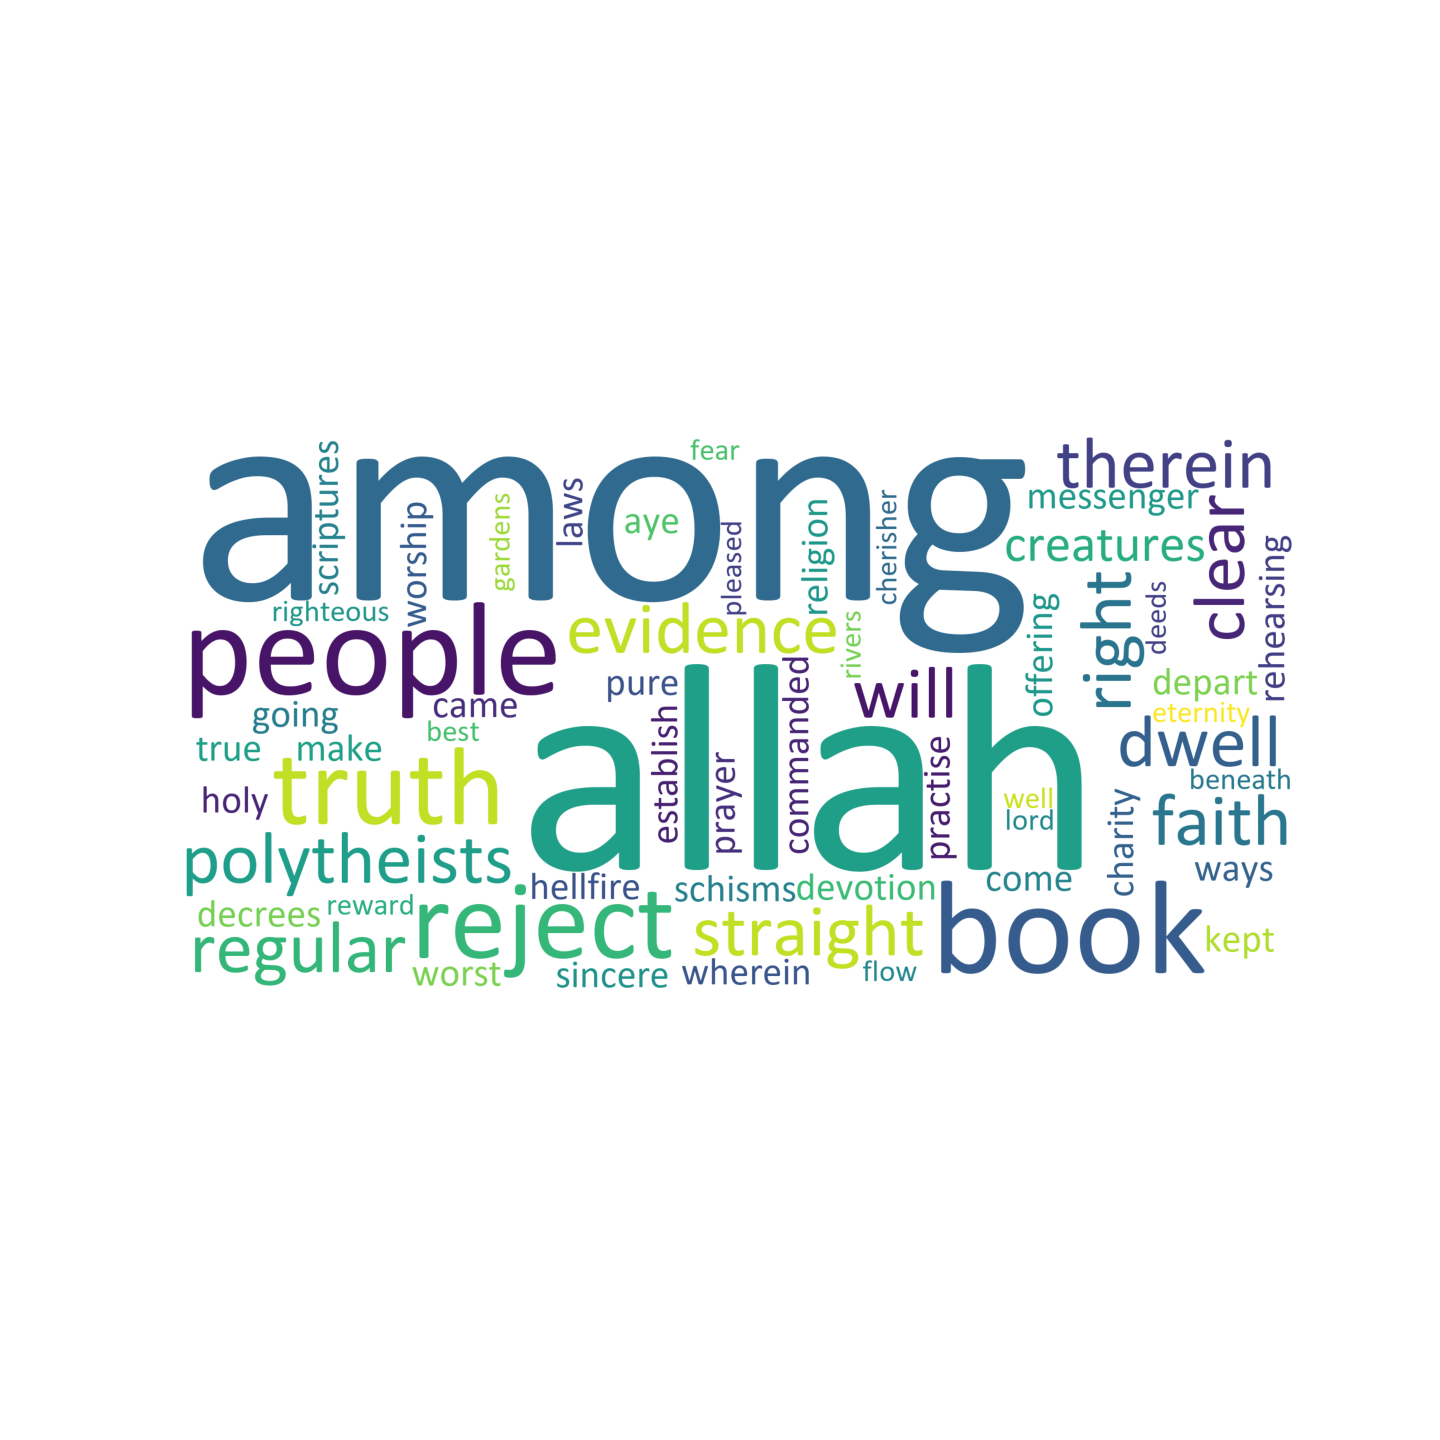 among
scriptures
worship
gardens
laws
aye
fear
pleased
religion
cherisher
therein
messenger
creatures
clear
rehearsing
righteous
people
evidence
rivers
offering
right
deeds
depart
eternity
pure
came
going
best
will
commanded
establish
allah
prayer
practise
dwell
beneath
true
make
holy
truth
well
lord
charity
faith
ways
polytheists
hellfire
schisms
devotion
come
decrees
reward
reject
regular
straight
book
kept
worst
sincere
wherein
flow